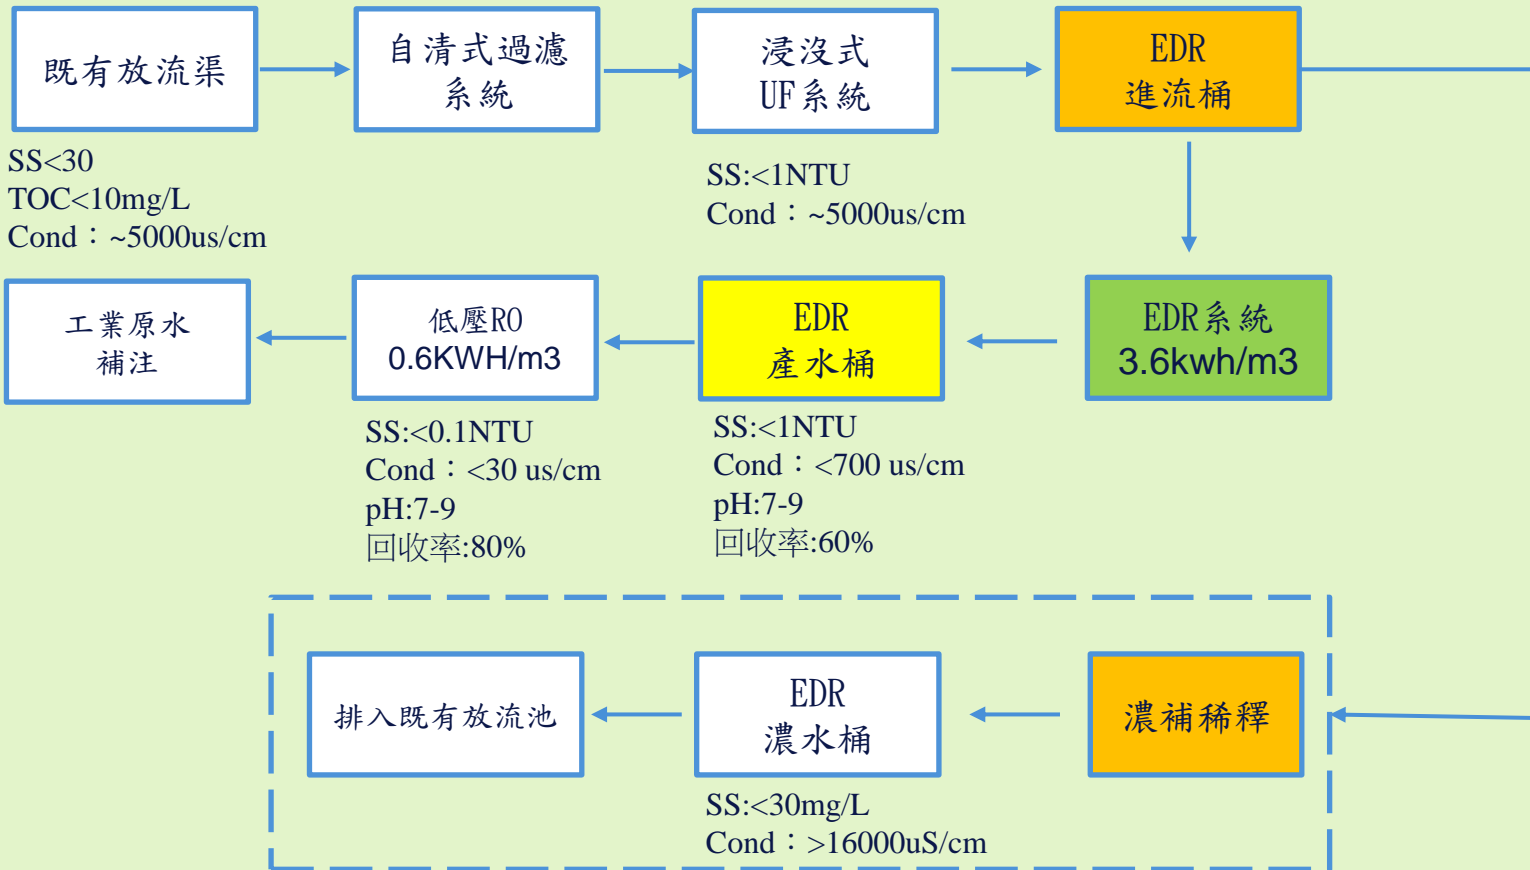 既有放流渠
自清式過濾
系統
浸沒式
UF系統
EDR
進流桶
SS<30
TOC<10mg/L
Cond：~5000us/cm
SS:<1NTU
Cond：~5000us/cm
工業原水
補注
低壓RO
0.6KWH/m3
EDR
產水桶
EDR系統
3.6kwh/m3
SS:<0.1NTU
Cond：<30 us/cm
pH:7-9
回收率:80%
SS:<1NTU
Cond：<700 us/cm
pH:7-9
回收率:60%
排入既有放流池
EDR
濃水桶
濃補稀釋
SS:<30mg/L
Cond：>16000uS/cm